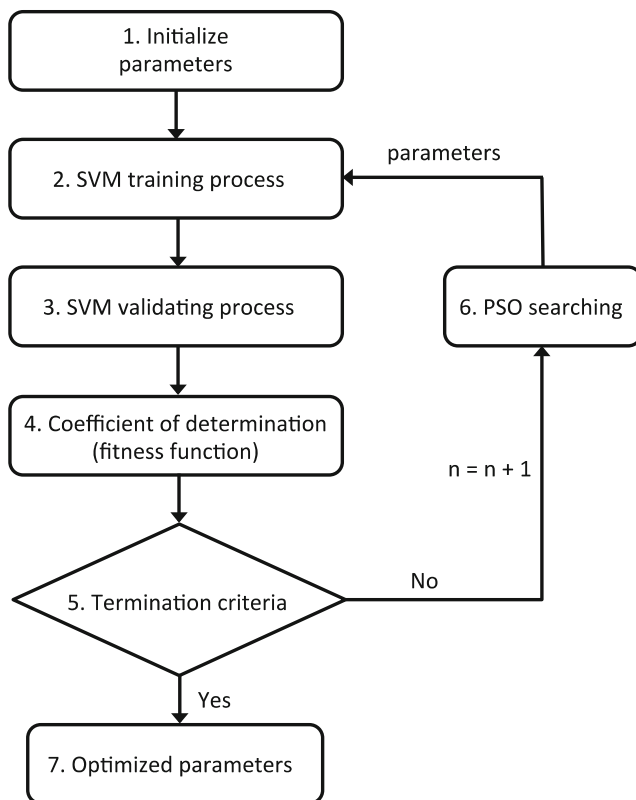 1. Initialize
parameters
2. SVM training process
parameters
3. SVM validating process
6. PSO searching
4. Coefficient of determination
(fitness function)
n = n + 1
5. Termination criteria
No
Yes
7. Optimized parameters